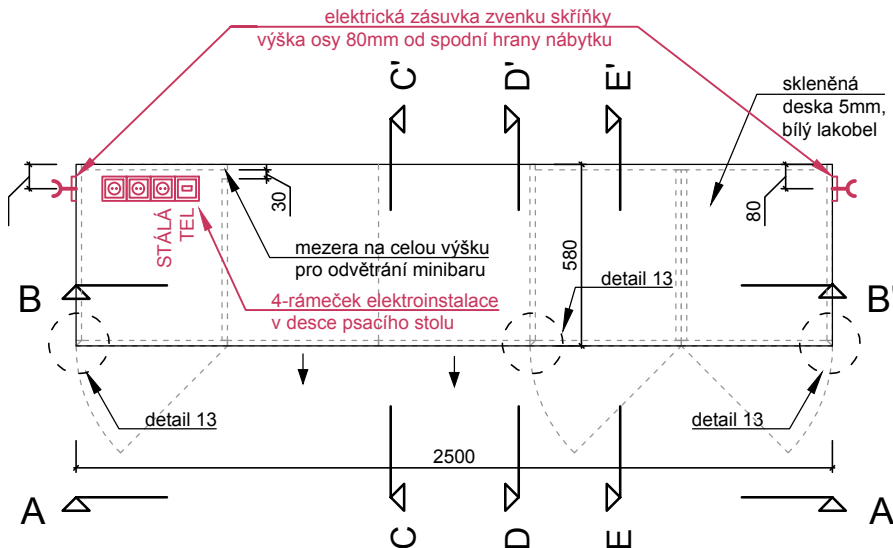 elektrická zásuvka zvenku skříňky
výška osy 80mm od spodní hrany nábytku
C'
D'
E'
skleněná
deska 5mm,
bílý lakobel
30
80
580
STÁLÁ
TEL
mezera na celou výšku
pro odvětrání minibaru
detail 13
B
B'
4-rámeček elektroinstalace
v desce psacího stolu
detail 13
detail 13
2500
A
A
C
D
E